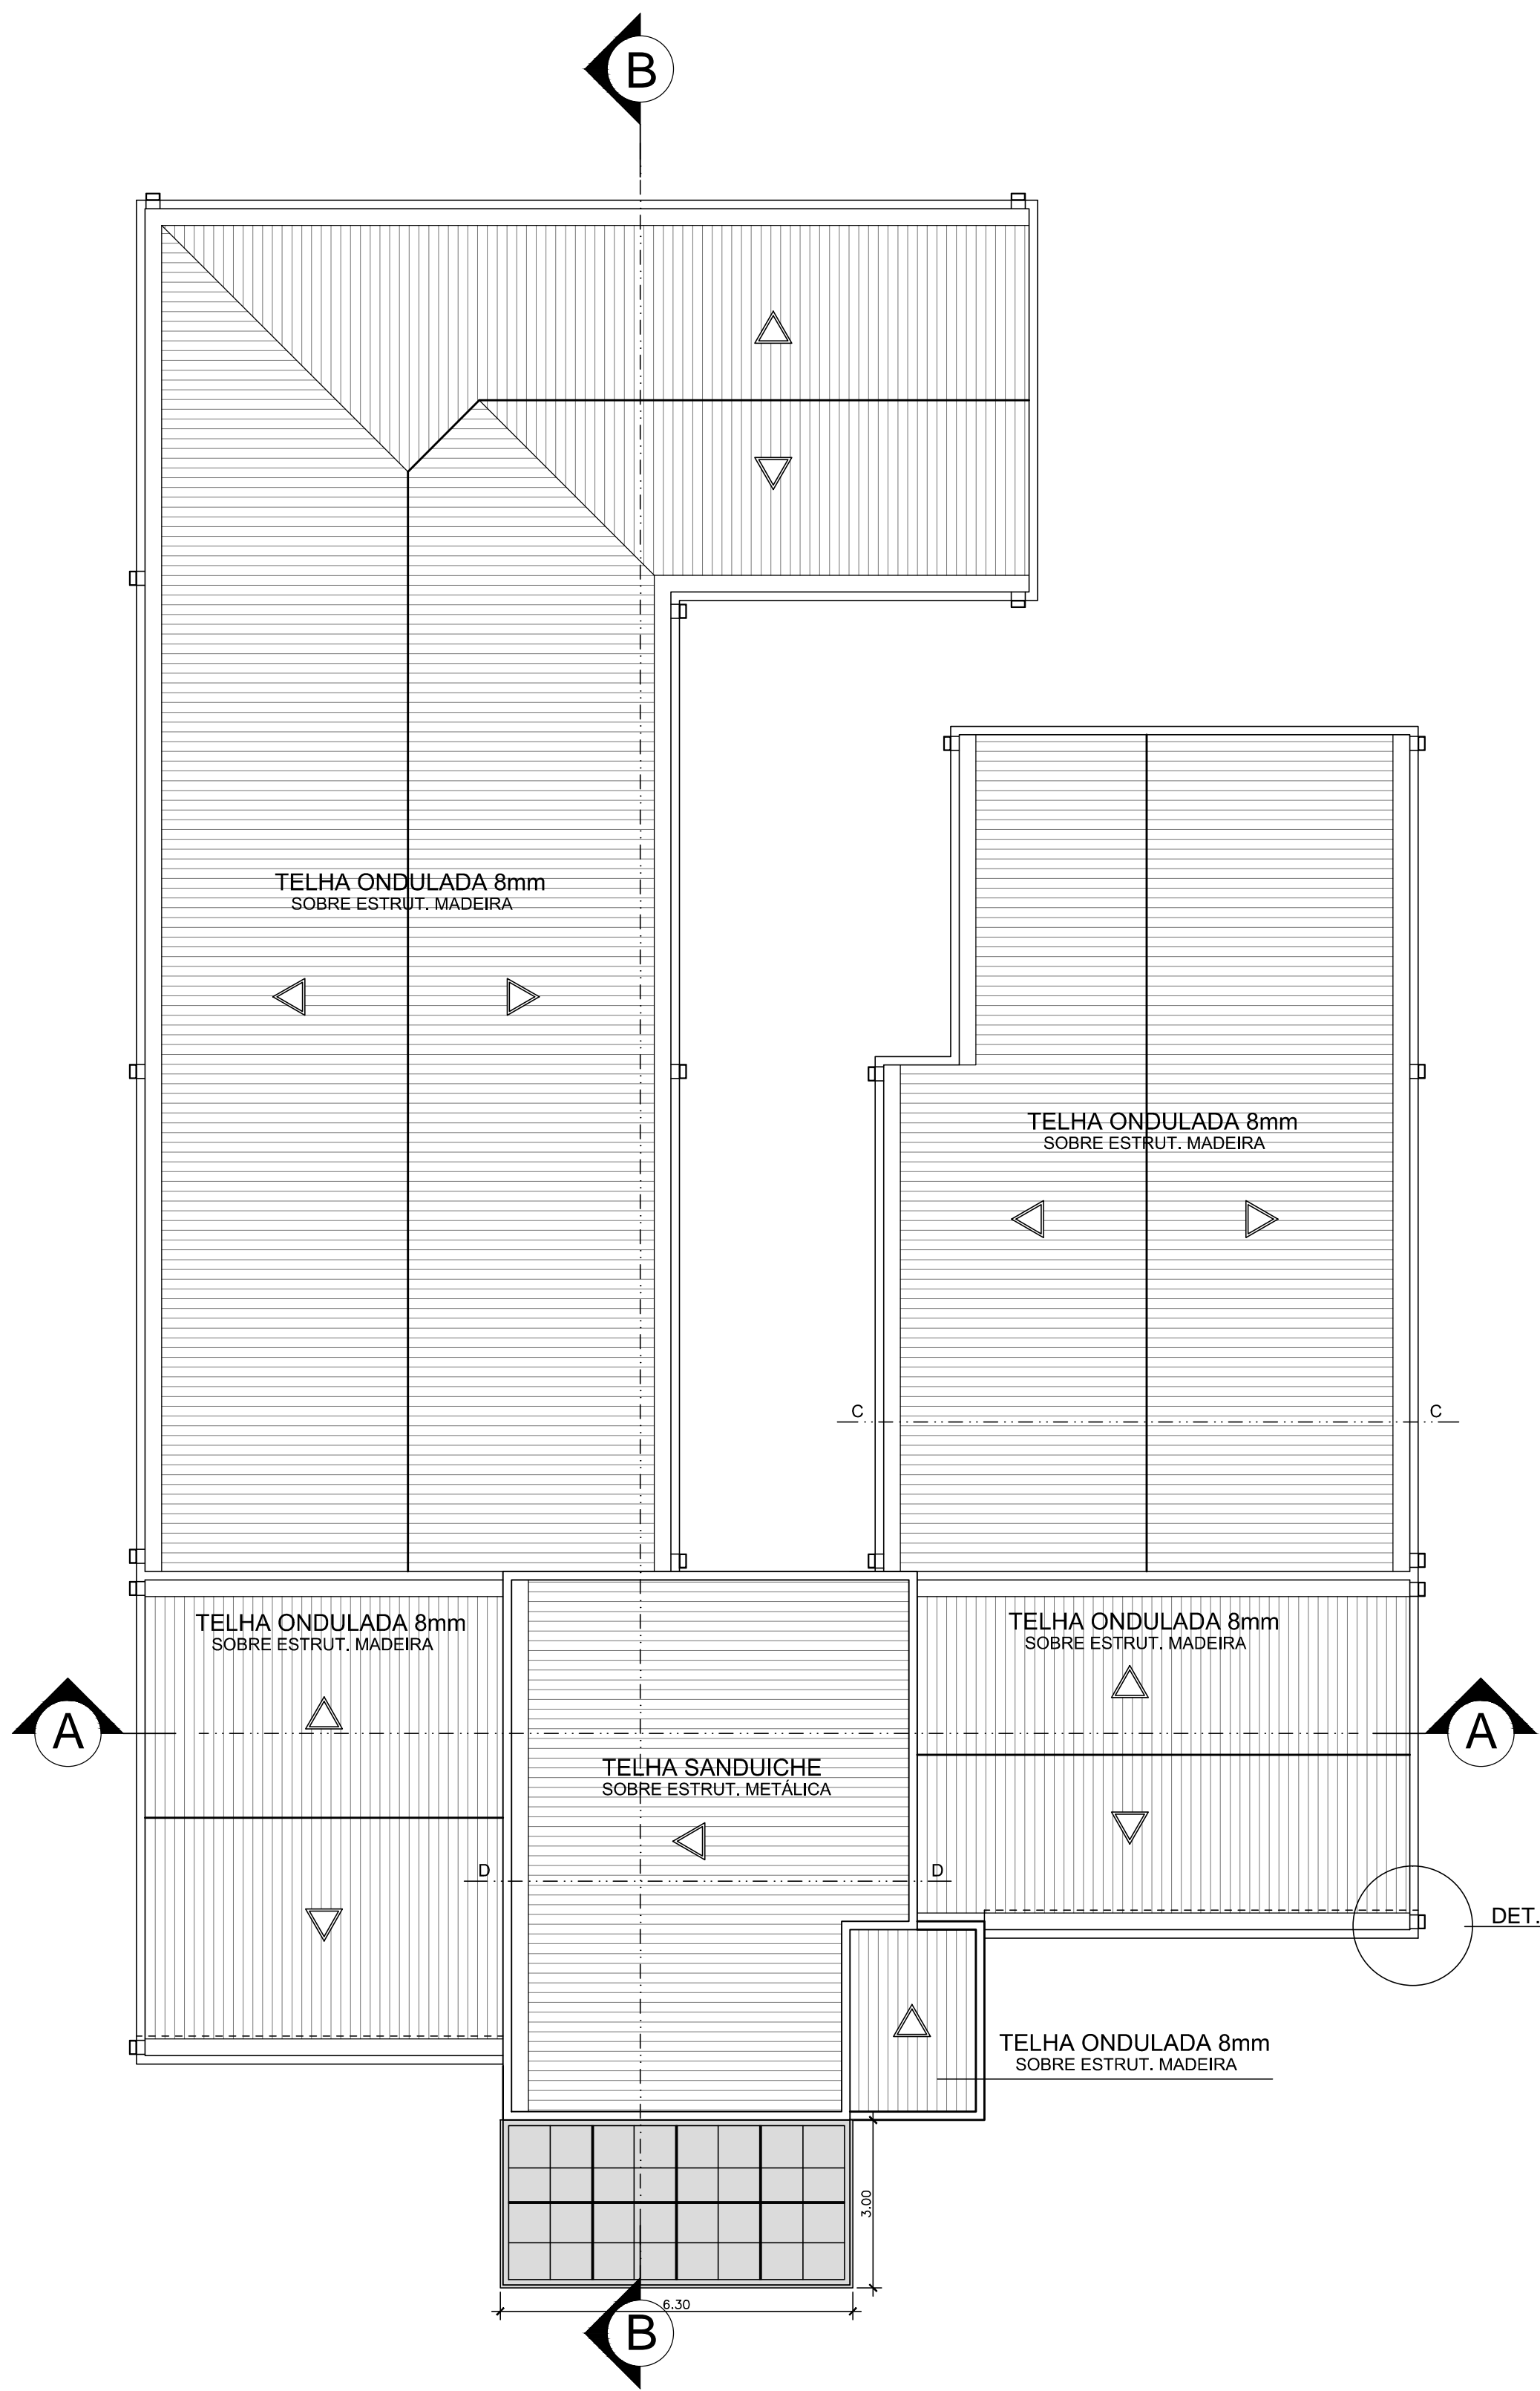 B
TELHA ONDULADA 8mm
SOBRE ESTRUT. MADEIRA
TELHA ONDULADA 8mm
SOBRE ESTRUT. MADEIRA
C
C
TELHA ONDULADA 8mm
SOBRE ESTRUT. MADEIRA
TELHA ONDULADA 8mm
SOBRE ESTRUT. MADEIRA
A
A
TELHA SANDUICHE
SOBRE ESTRUT. METÁLICA
D
D
DET.
TELHA ONDULADA 8mm
SOBRE ESTRUT. MADEIRA
3.00
6.30
B